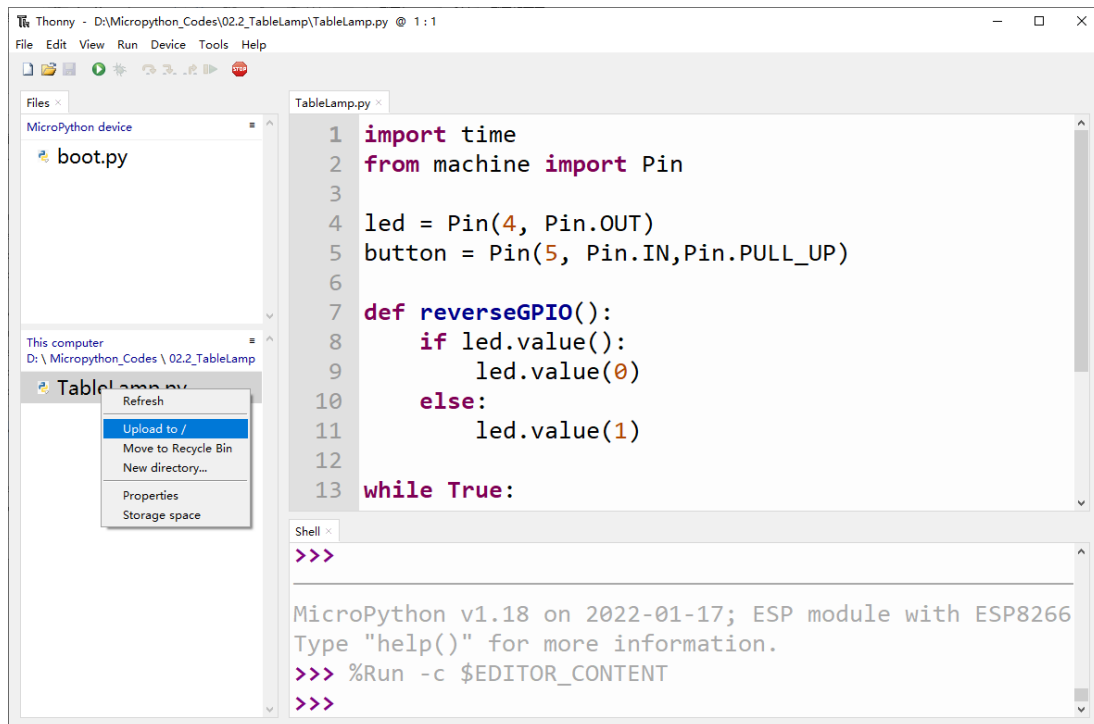 Thonny - D:\Micropython_Codes\02.2_TableLamp\TableLamp.py @ 1 : 1
File Edit View Run Device Tools Help
STOP
Files ×
MicroPython device
boot.py
This computer
D: \ Micropython_Codes \ 02.2_TableLamp
TableLamp.py
Refresh
Upload to /
Move to Recycle Bin
New directory...
Properties
Storage space
TableLamp.py ×
1 import time
2 from machine import Pin
3
4 led = Pin(4, Pin.OUT)
5 button = Pin(5, Pin.IN,Pin.PULL_UP)
6
7 def reverseGPIO():
8     if led.value():
9         led.value(0)
10     else:
11         led.value(1)
12
13 while True:
Shell ×
>>>
MicroPython v1.18 on 2022-01-17; ESP module with ESP8266
Type "help()" for more information.
>>> %Run -c $EDITOR_CONTENT
>>>